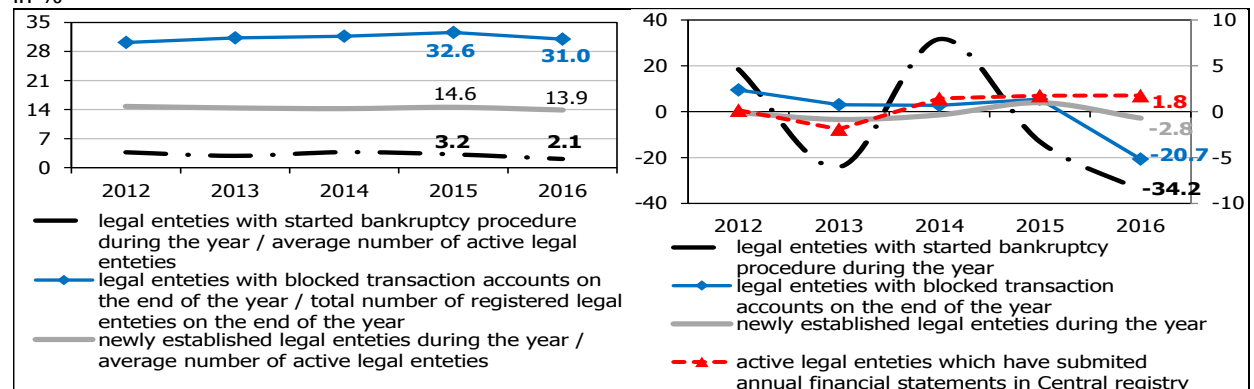 35
28
21
14
7
0
32.6
31.0
14.6
13.9
3.2
2.1
2012 2013 2014 2015 2016
legal enteties with started bankruptcy procedure
during the year / average number of active legal
enteties
legal enteties with blocked transaction accounts on
the end of the year / total number of registered legal
enteties on the end of the year
newly established legal enteties during the year /
average number of active legal enteties
40
20
0
-20
-40
10
5
0
-5
-10
1.8
-2.8
-20.7
-34.2
2012 2013 2014 2015 2016
legal enteties with started bankruptcy
procedure during the year
legal enteties with blocked transaction
accounts on the end of the year
newly established legal enteties during the year
active legal enteties which have submited
annual financial statements in Central registry